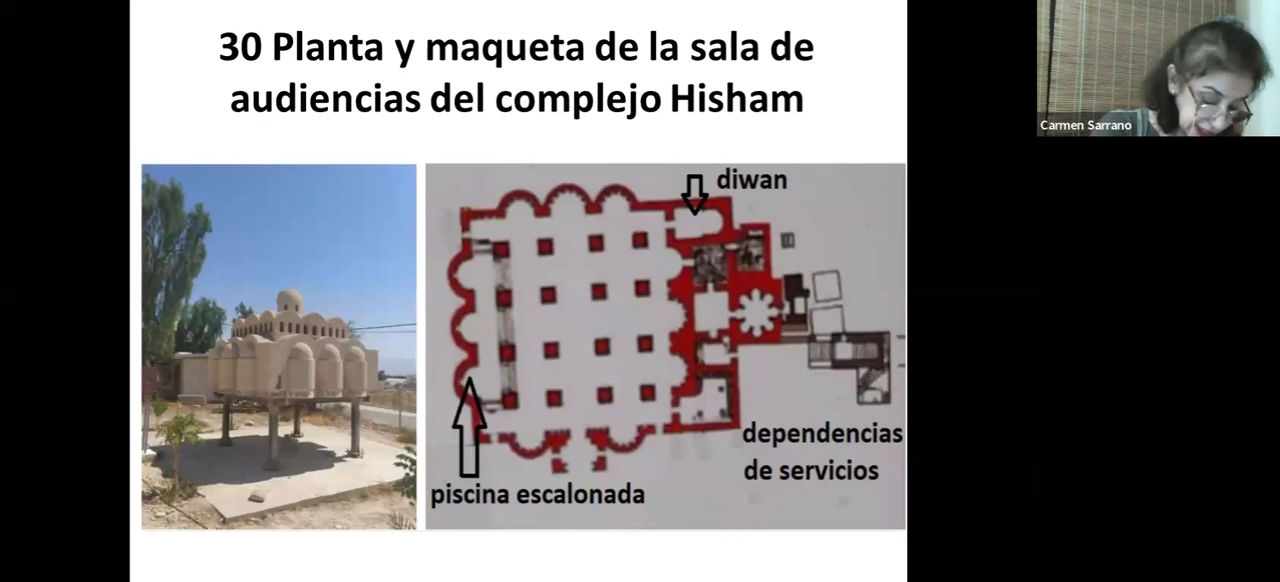 30 Planta y maqueta de la sala de
audiencias del complejo Hisham
Carmen Sarrano
diwan
dependencias
de servicios
piscina escalonada